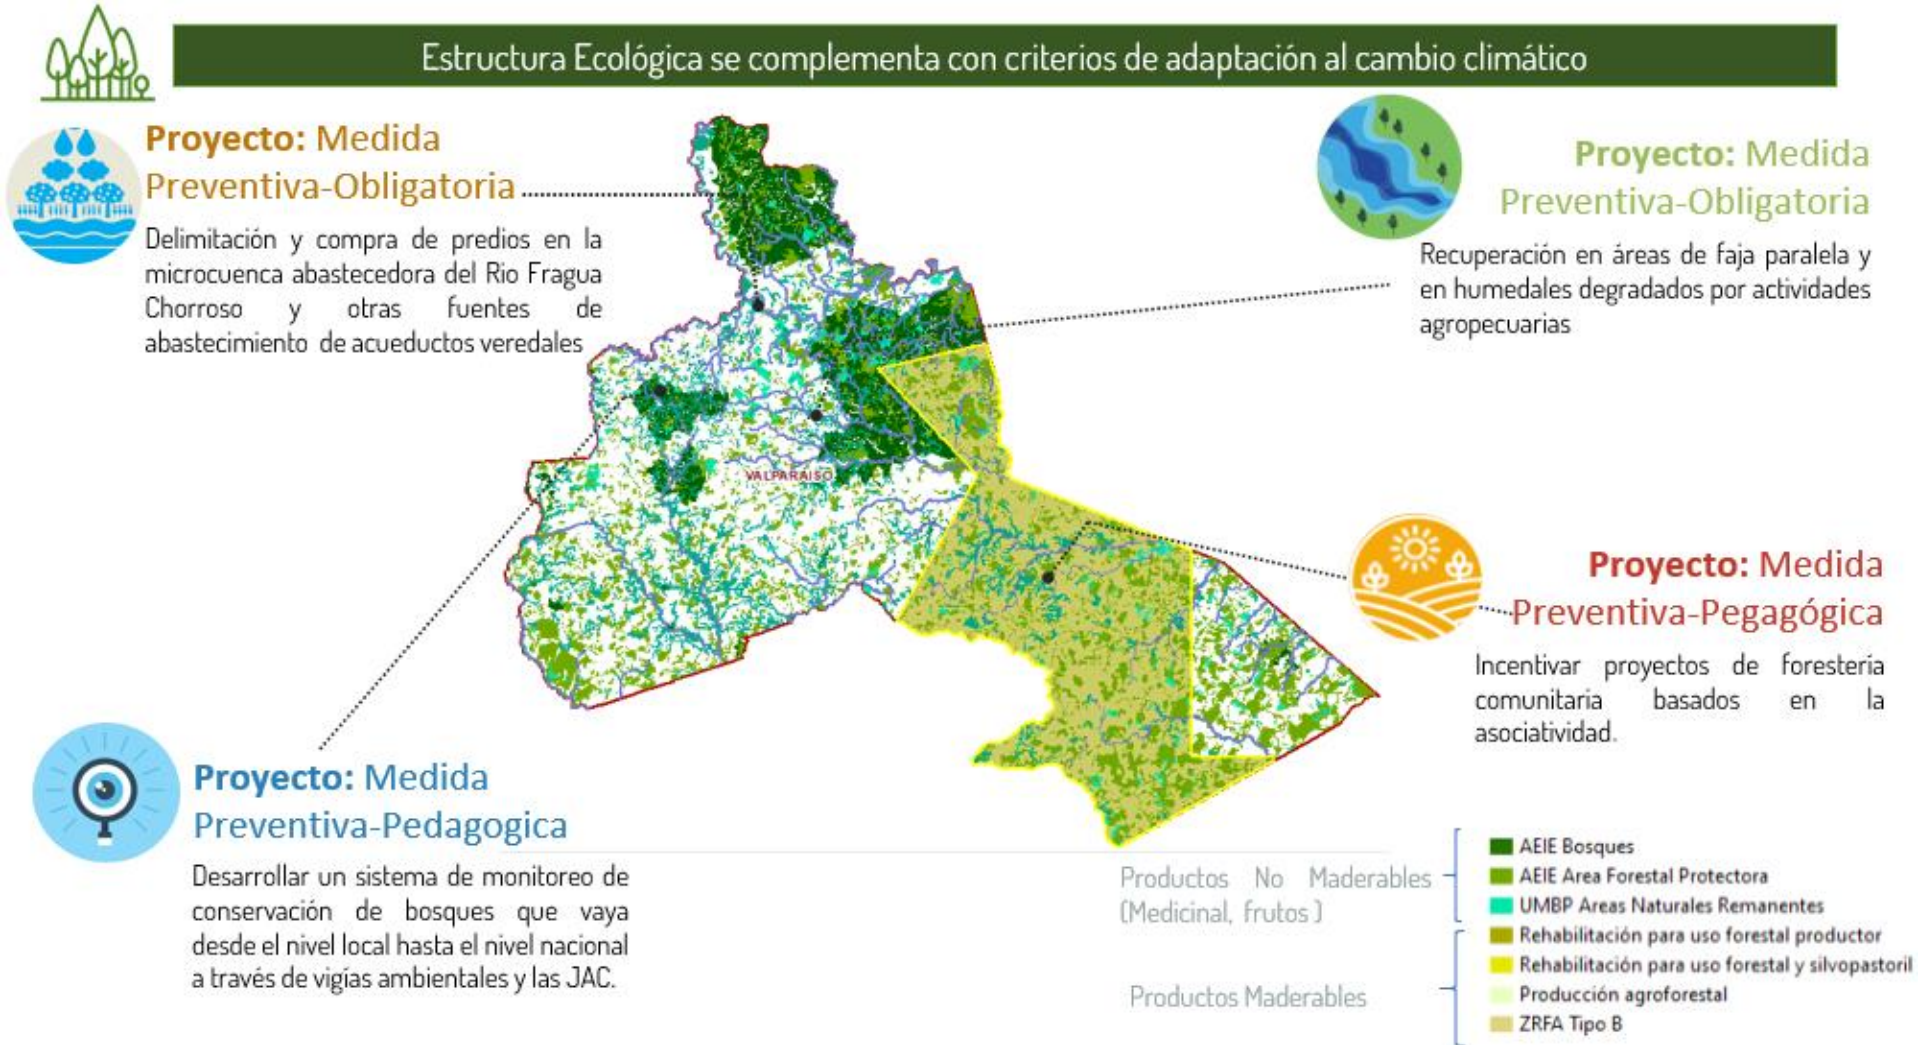 Estructura Ecológica se complementa con criterios de adaptación al cambio climático
Proyecto: Medida
Preventiva-Obligatoria
Delimitación y compra de predios en la
microcuenca abastecedora del Rio Fragua
Chorroso y otras fuentes de
abastecimiento de acueductos veredales
Proyecto: Medida
Preventiva-Obligatoria
Recuperación en áreas de faja paralela y
en humedales degradados por actividades
agropecuarias
VALPARAISO
Proyecto: Medida
Preventiva-Pegagógica
Incentivar proyectos de foresteria
comunitaria basados en la
asociatividad.
Proyecto: Medida
Preventiva-Pedagogica
Desarrollar un sistema de monitoreo de
conservación de bosques que vaya
desde el nivel local hasta el nivel nacional
a través de vigías ambientales y las JAC.
Productos No Maderables
(Medicinal, frutos )
Productos Maderables
AEIE Bosques
AEIE Area Forestal Protectora
UMBP Areas Naturales Remanentes
Rehabilitación para uso forestal productor
Rehabilitación para uso forestal y silvopastoril
Producción agroforestal
ZRFA Tipo B